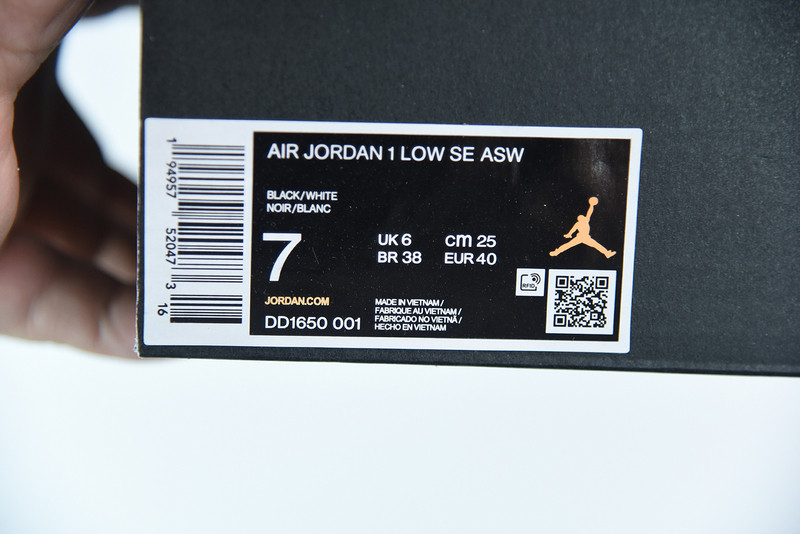 AIR JORDAN 1 LOW SE ASW
BLACK/WHITE
NOIR/BLANC
7
UK 6 cm 25
BR 38 EUR 40
JORDAN.COM
DD1650 001
MADE IN VIETNAM /
FABRIQUE AU VIETNAM /
FABRICADO NO VIETNÃ /
HECHO EN VIETNAM
RFID
1 94957 52047 3 16